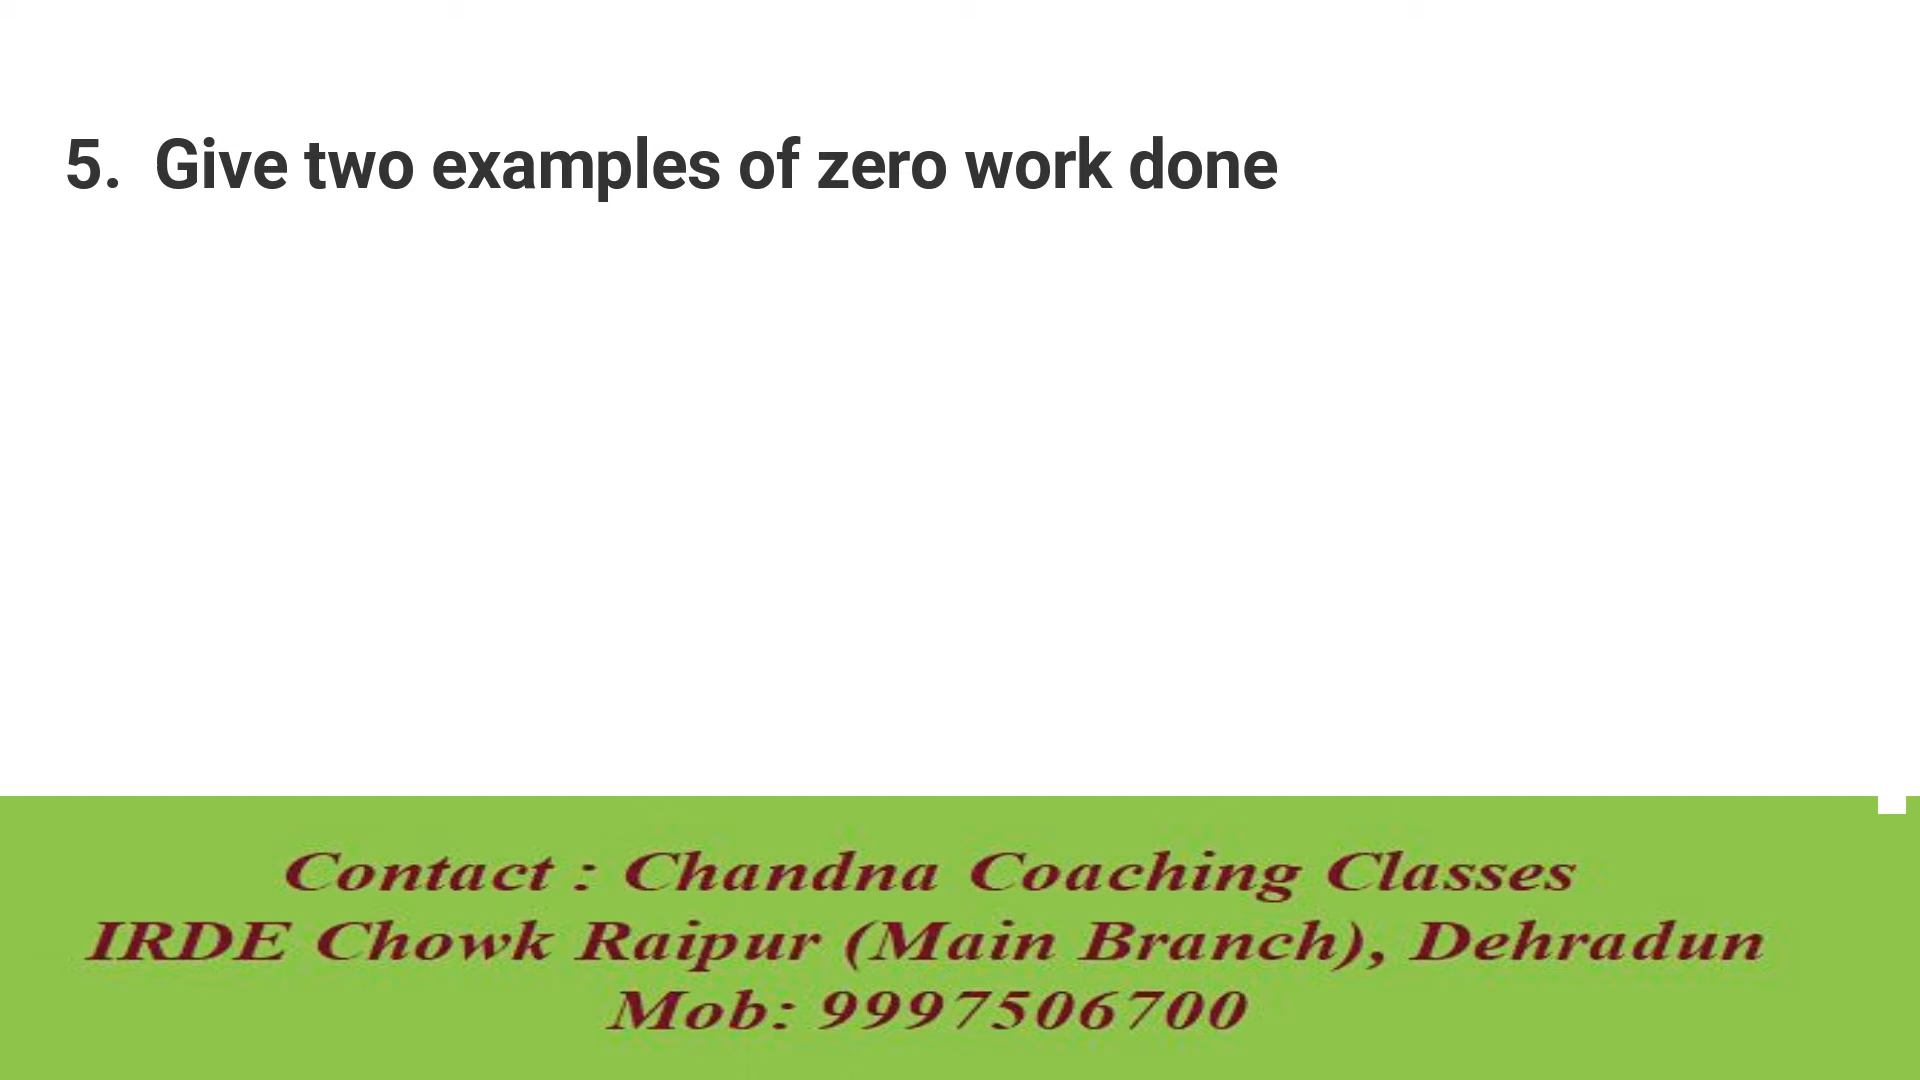 5. Give two examples of zero work done
Contact : Chandna Coaching Classes
IRDE Chowk Raipur (Main Branch), Dehradun
Mob: 9997506700